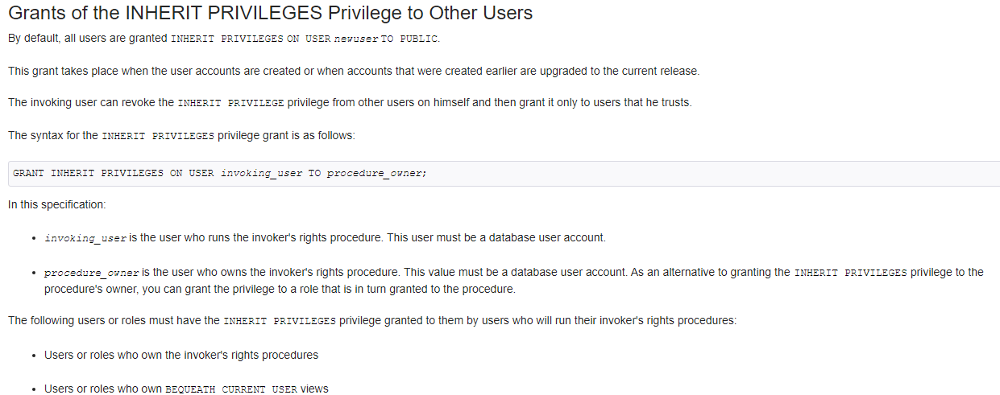 Grants of the INHERIT PRIVILEGES Privilege to Other Users
By default, all users are granted INHERIT PRIVILEGES ON USER newuser TO PUBLIC.
This grant takes place when the user accounts are created or when accounts that were created earlier are upgraded to the current release.
The invoking user can revoke the INHERIT PRIVILEGE privilege from other users on himself and then grant it only to users that he trusts.
The syntax for the INHERIT PRIVILEGES privilege grant is as follows:
GRANT INHERIT PRIVILEGES ON USER invoking_user TO procedure_owner;
In this specification:
• invoking_user is the user who runs the invoker's rights procedure. This user must be a database user account.
• procedure_owner is the user who owns the invoker's rights procedure. This value must be a database user account. As an alternative to granting the INHERIT PRIVILEGES privilege to the
procedure's owner, you can grant the privilege to a role that is in turn granted to the procedure.
The following users or roles must have the INHERIT PRIVILEGES privilege granted to them by users who will run their invoker's rights procedures:
• Users or roles who own the invoker's rights procedures
• Users or roles who own BEQUEATH CURRENT USER views